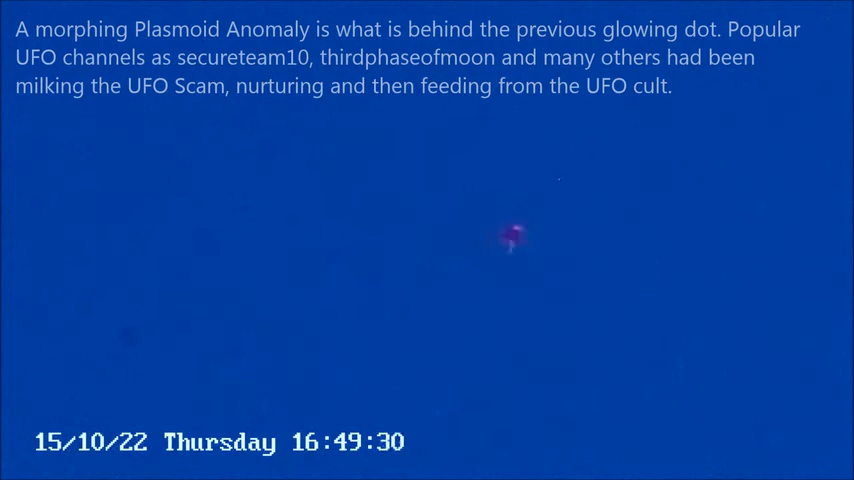 A morphing Plasmoid Anomaly is what is behind the previous glowing dot. Popular
UFO channels as secureteam10, thirdphaseofmoon and many others had been
milking the UFO Scam, nurturing and then feeding from the UFO cult.
15/10/22 Thursday 16:49:30